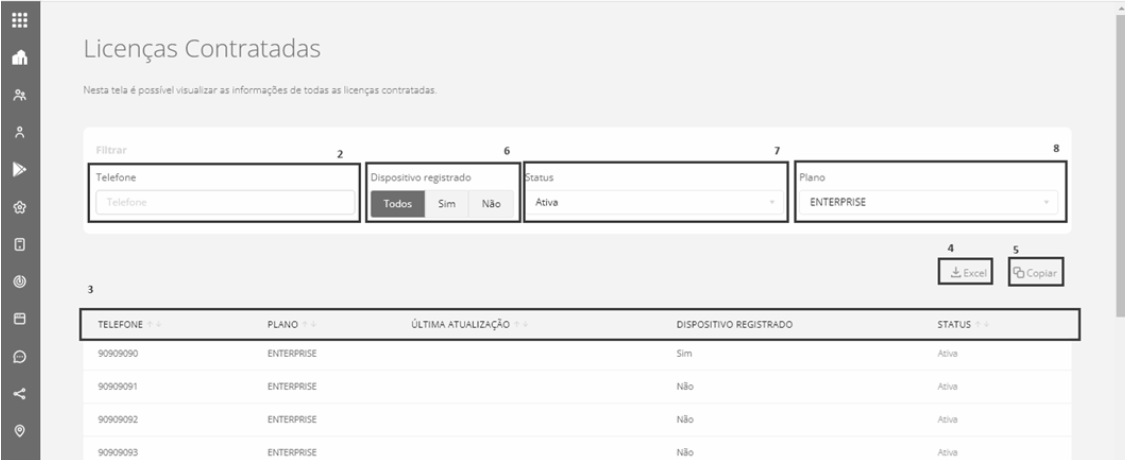 Licenças Contratadas
Nesta tela é possível visualizar as informações de todas as licenças contratadas.
Filtrar
2 6 7 8
Telefone Dispositivo registrado Status Plano
Telefone Todos Sim Não Ativa ENTERPRISE
4 5
Excel Copiar
3
TELEFONE PLANO ÚLTIMA ATUALIZAÇÃO DISPOSITIVO REGISTRADO STATUS
90909090 ENTERPRISE Sim Ativa
90909091 ENTERPRISE Não Ativa
90909092 ENTERPRISE Não Ativa
90909093 ENTERPRISE Não Ativa